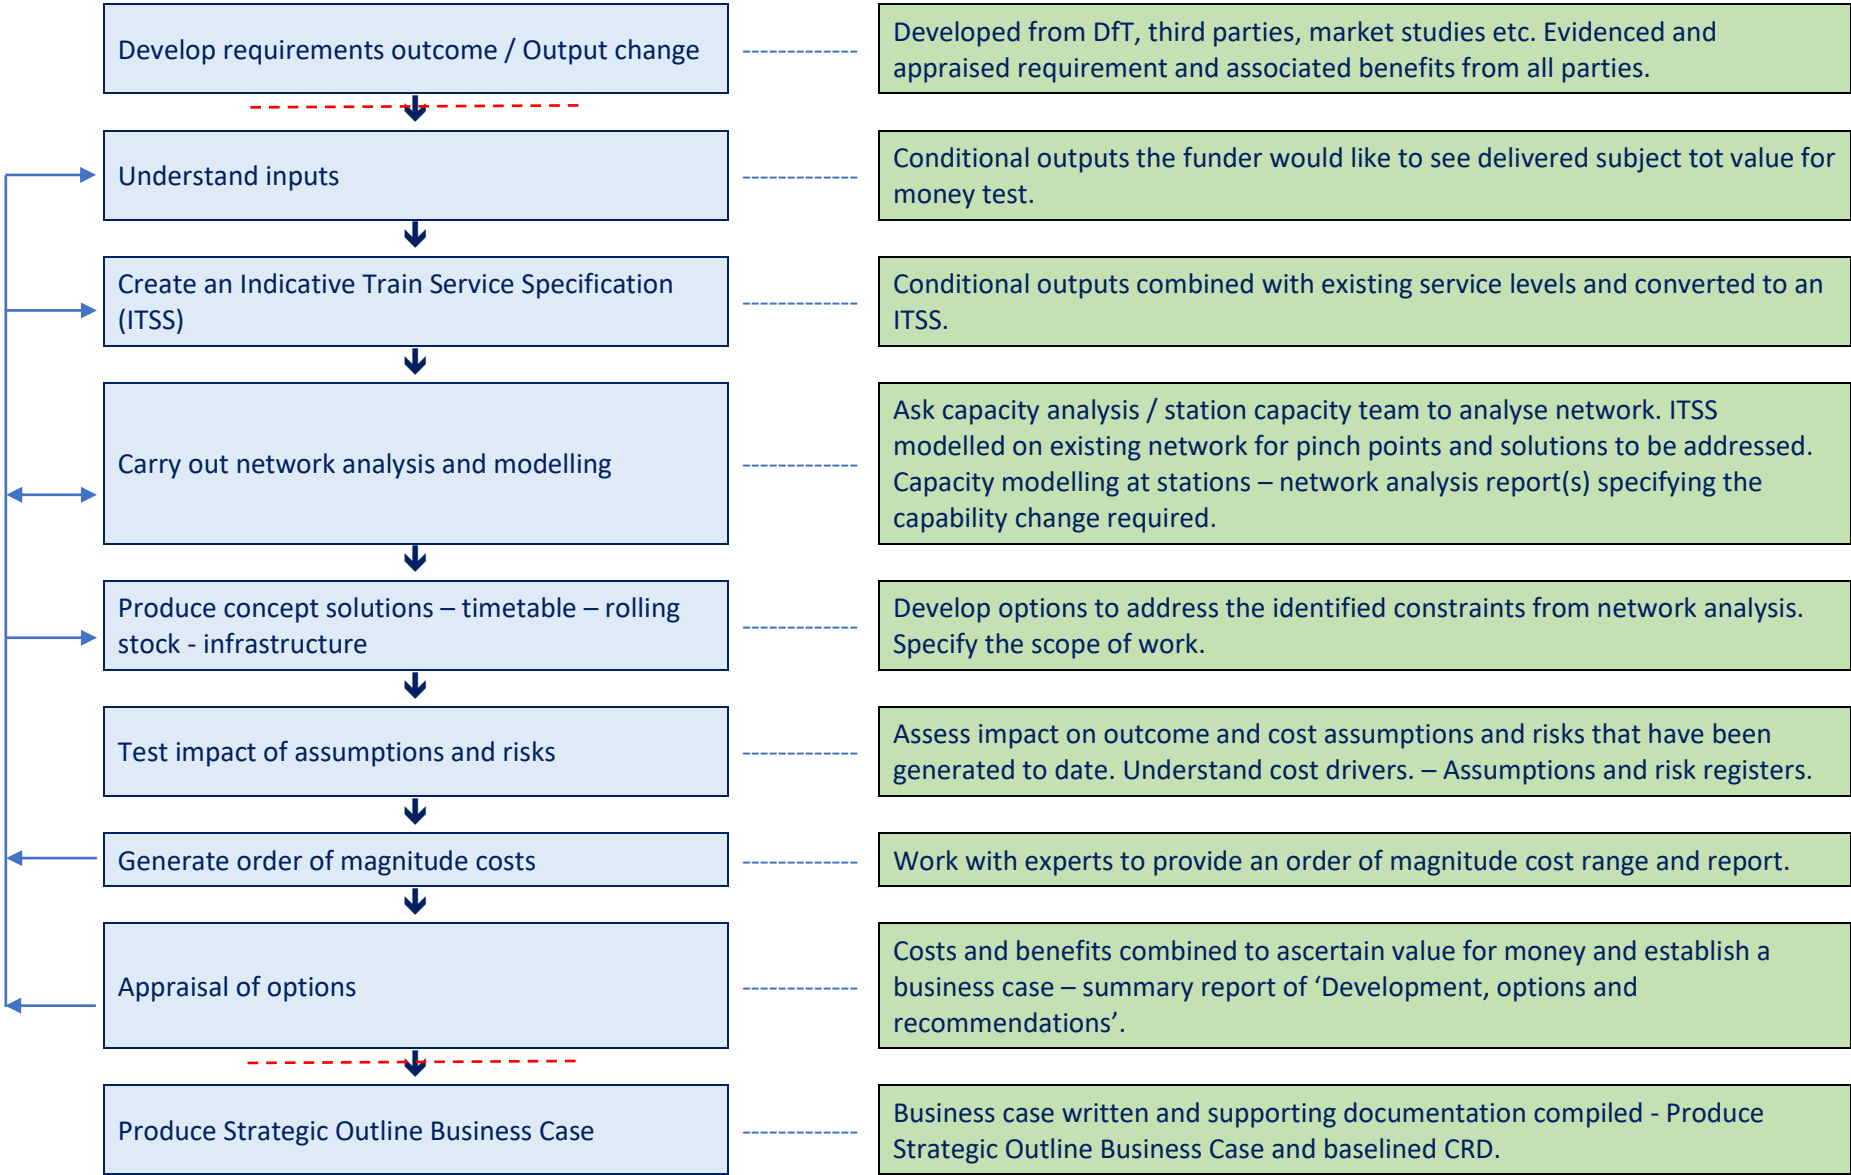 Develop requirements outcome / Output change
Developed from DfT, third parties, market studies etc. Evidenced and
appraised requirement and associated benefits from all parties.
Understand inputs
Conditional outputs the funder would like to see delivered subject tot value for
money test.
Create an Indicative Train Service Specification
(ITSS)
Conditional outputs combined with existing service levels and converted to an
ITSS.
Carry out network analysis and modelling
Ask capacity analysis / station capacity team to analyse network. ITSS
modelled on existing network for pinch points and solutions to be addressed.
Capacity modelling at stations – network analysis report(s) specifying the
capability change required.
Produce concept solutions – timetable – rolling
stock - infrastructure
Develop options to address the identified constraints from network analysis.
Specify the scope of work.
Test impact of assumptions and risks
Assess impact on outcome and cost assumptions and risks that have been
generated to date. Understand cost drivers. – Assumptions and risk registers.
Generate order of magnitude costs
Work with experts to provide an order of magnitude cost range and report.
Appraisal of options
Costs and benefits combined to ascertain value for money and establish a
business case – summary report of ‘Development, options and
recommendations’.
Produce Strategic Outline Business Case
Business case written and supporting documentation compiled - Produce
Strategic Outline Business Case and baselined CRD.